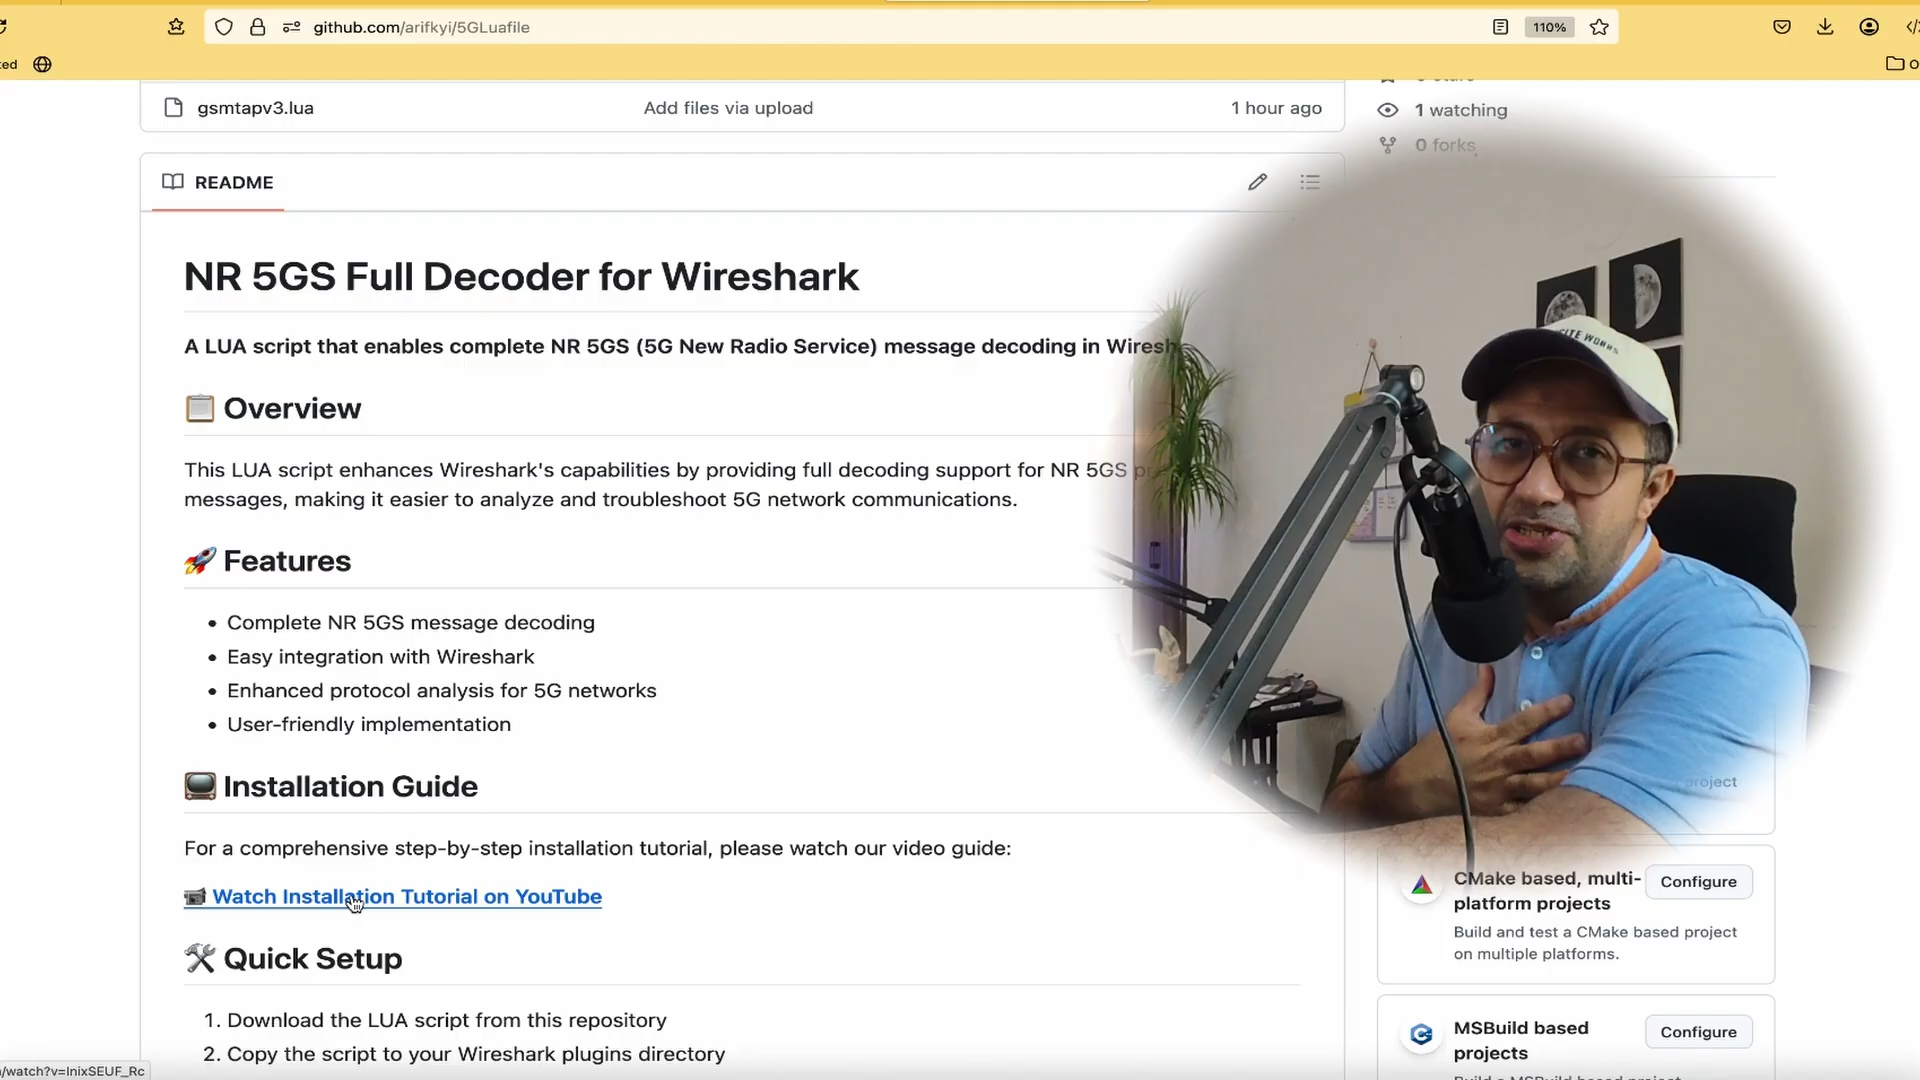 github.com/arifkyi/5GLuafile
110%
gsmtapv3.lua
Add files via upload
1 hour ago
1 watching
0 forks
README
NR 5GS Full Decoder for Wireshark
A LUA script that enables complete NR 5GS (5G New Radio Service) message decoding in Wiresh
Overview
This LUA script enhances Wireshark's capabilities by providing full decoding support for NR 5GS
messages, making it easier to analyze and troubleshoot 5G network communications.
Features
• Complete NR 5GS message decoding
• Easy integration with Wireshark
• Enhanced protocol analysis for 5G networks
• User-friendly implementation
Installation Guide
For a comprehensive step-by-step installation tutorial, please watch our video guide:
Watch Installation Tutorial on YouTube
Quick Setup
1. Download the LUA script from this repository
2. Copy the script to your Wireshark plugins directory
/watch?v=InixSEUF_Rc
project
CMake based, multi-
platform projects
Configure
Build and test a CMake based project
on multiple platforms.
MSBuild based
projects
Configure